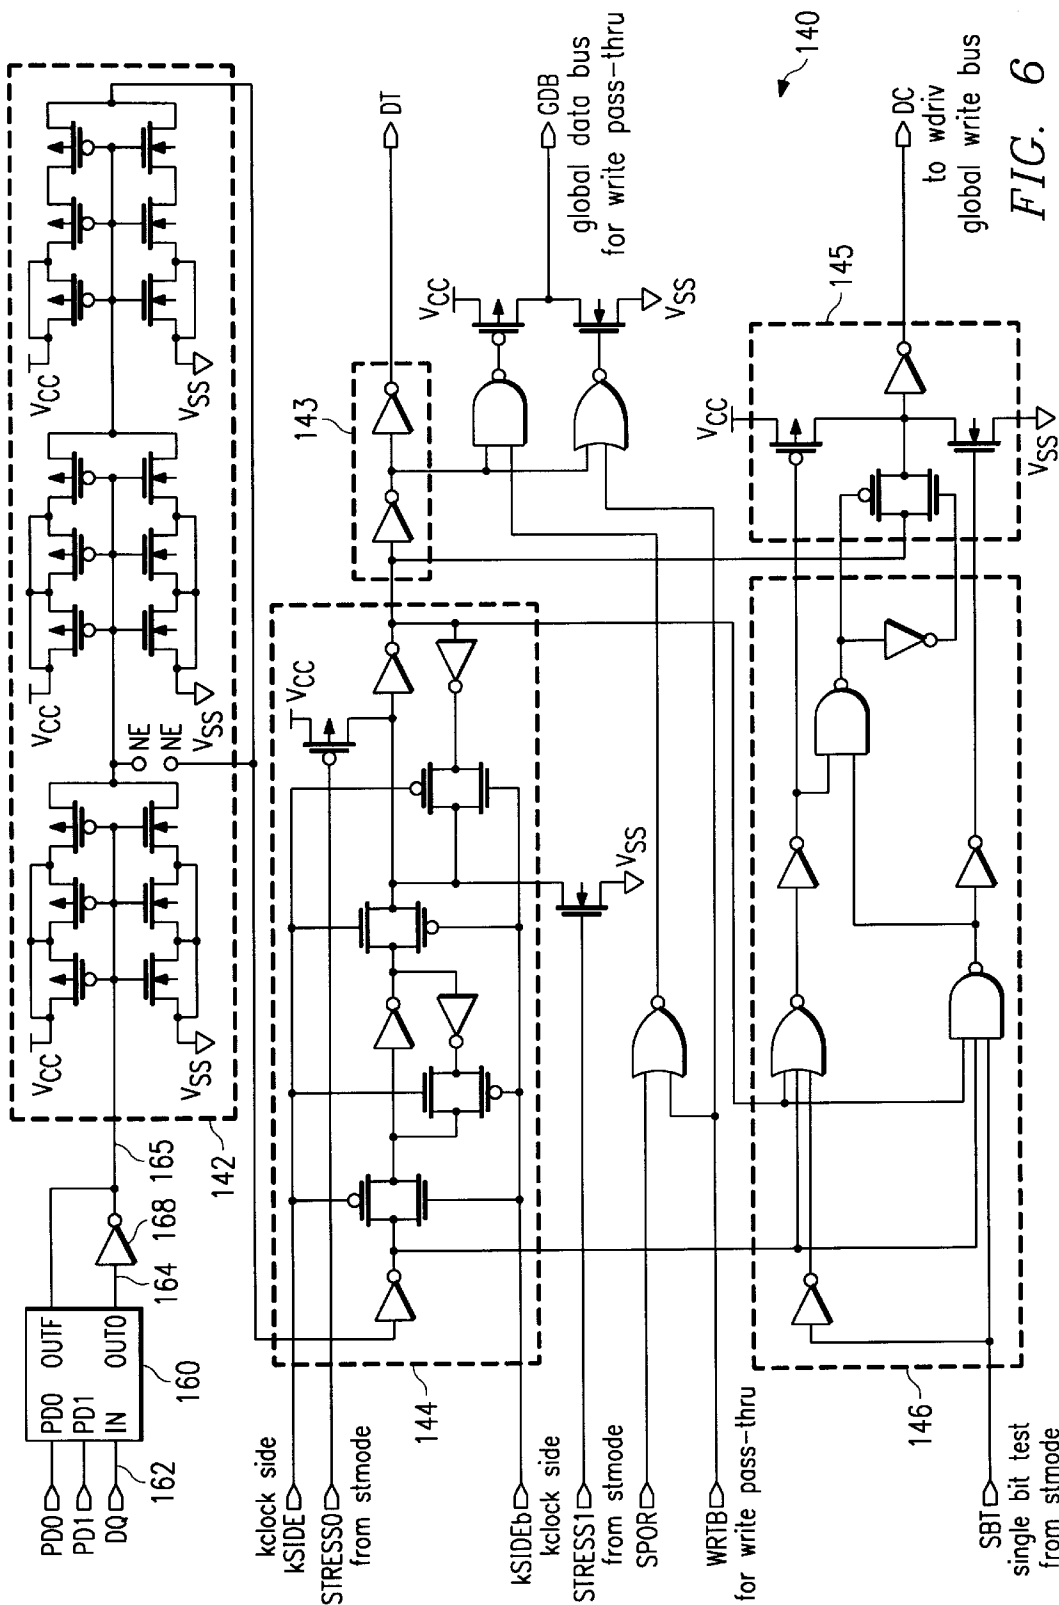 PD0
PD1
DQ
162
PD0 OUTF
PD1
IN OUTO
160
164
168
165
142
VCC
VSS
VCC
VSS
NE
NE
VCC
VSS
kclock side
kSIDE
STRESS0
from stmode
kSIDEb
kclock side
STRESS1
from stmode
SPOR
WRTB
for write pass-thru
SBT
single bit test
from stmode
144
VCC
VSS
146
143
DT
VCC
VSS
GDB
global data bus
for write pass-thru
VCC
VSS
145
DC
to wdriv
global write bus
140
FIG. 6